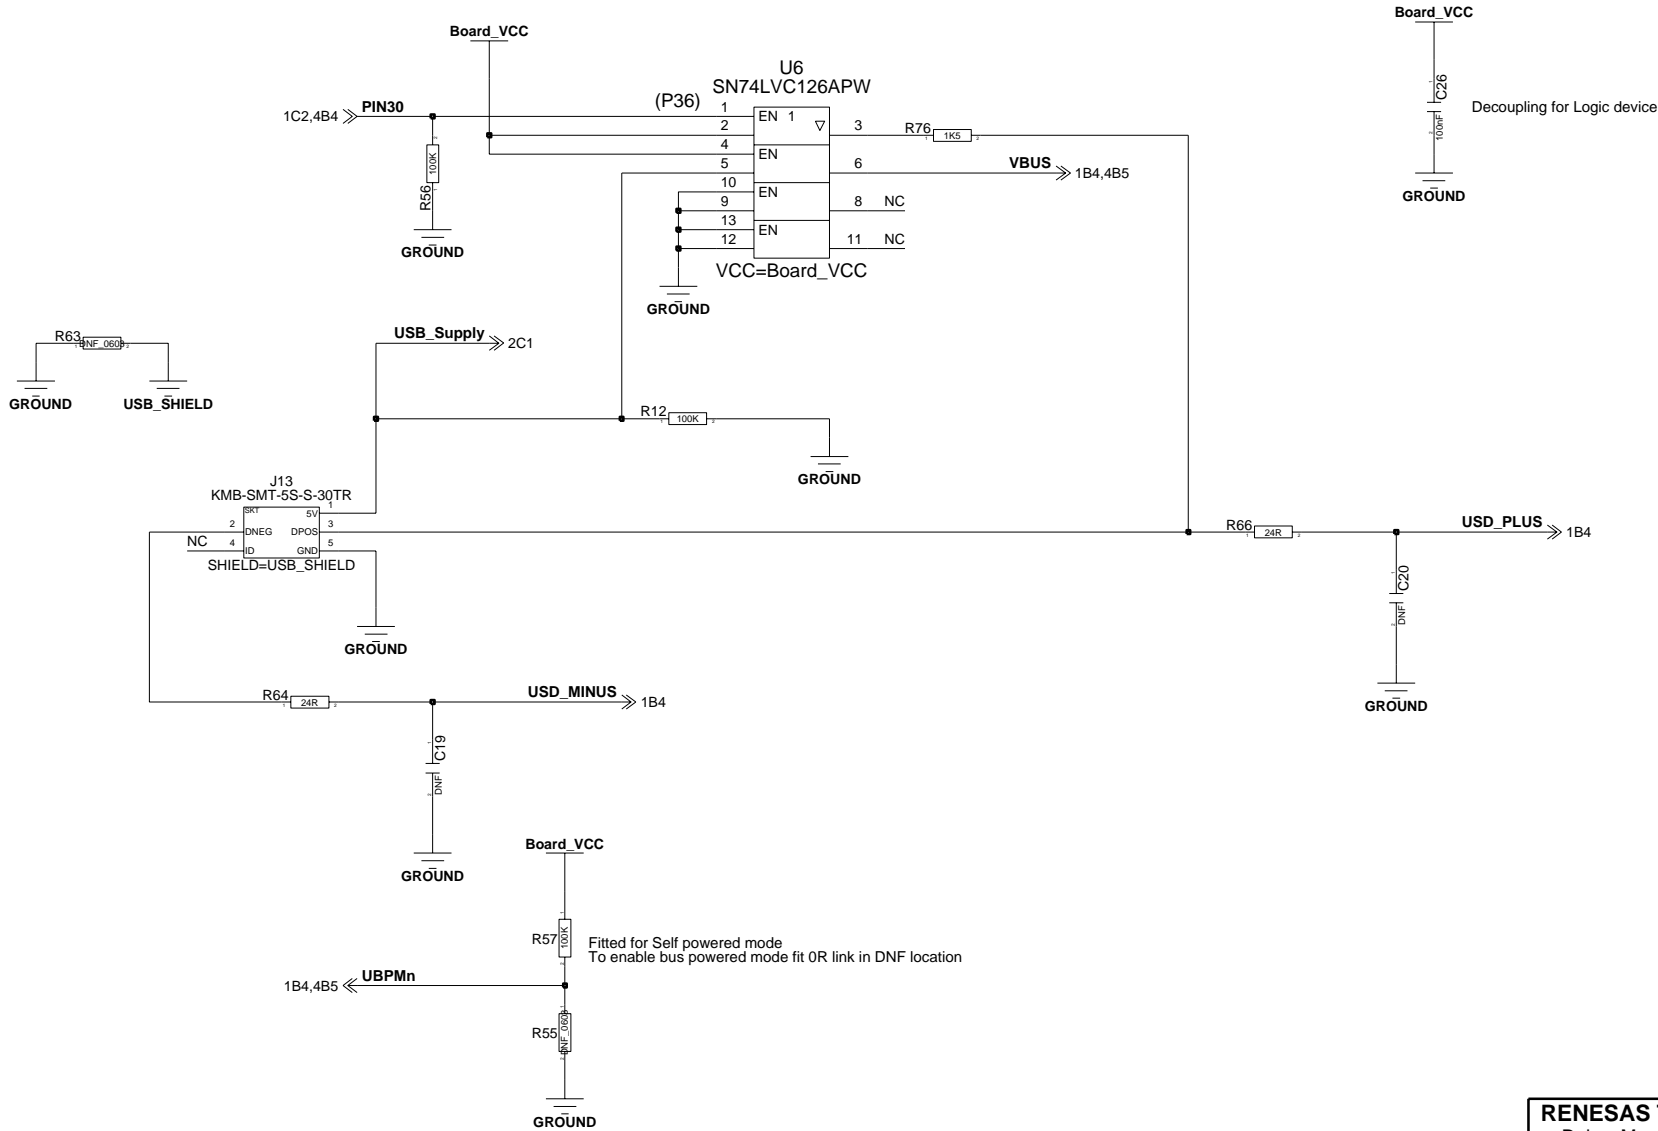 Board_VCC
Board_VCC
U6
SN74LVC126APW
(P36)
1C2,4B4 PIN30
1 EN 1
2
3
R76 1K5
4 EN
5
6
VBUS 1B4,4B5
10 EN
9
8 NC
13 EN
12
11 NC
VCC=Board_VCC
GROUND
R56 100K
GROUND
C26
100nF
Decoupling for Logic device
GROUND
R63 DNF_0603
GROUND
USB_SHIELD
USB_Supply 2C1
R12 100K
GROUND
J13
KMB-SMT-5S-S-30TR
SKT
5V 1
2 DNEG DPOS 3
NC 4 ID GND 5
SHIELD=USB_SHIELD
GROUND
R66 24R
USD_PLUS 1B4
C20
DNF
GROUND
R64 24R
USD_MINUS 1B4
C19
DNF
GROUND
Board_VCC
R57 100K
Fitted for Self powered mode
To enable bus powered mode fit 0R link in DNF location
1B4,4B5 UBPMn
R55 DNF_0603
GROUND
RENESAS